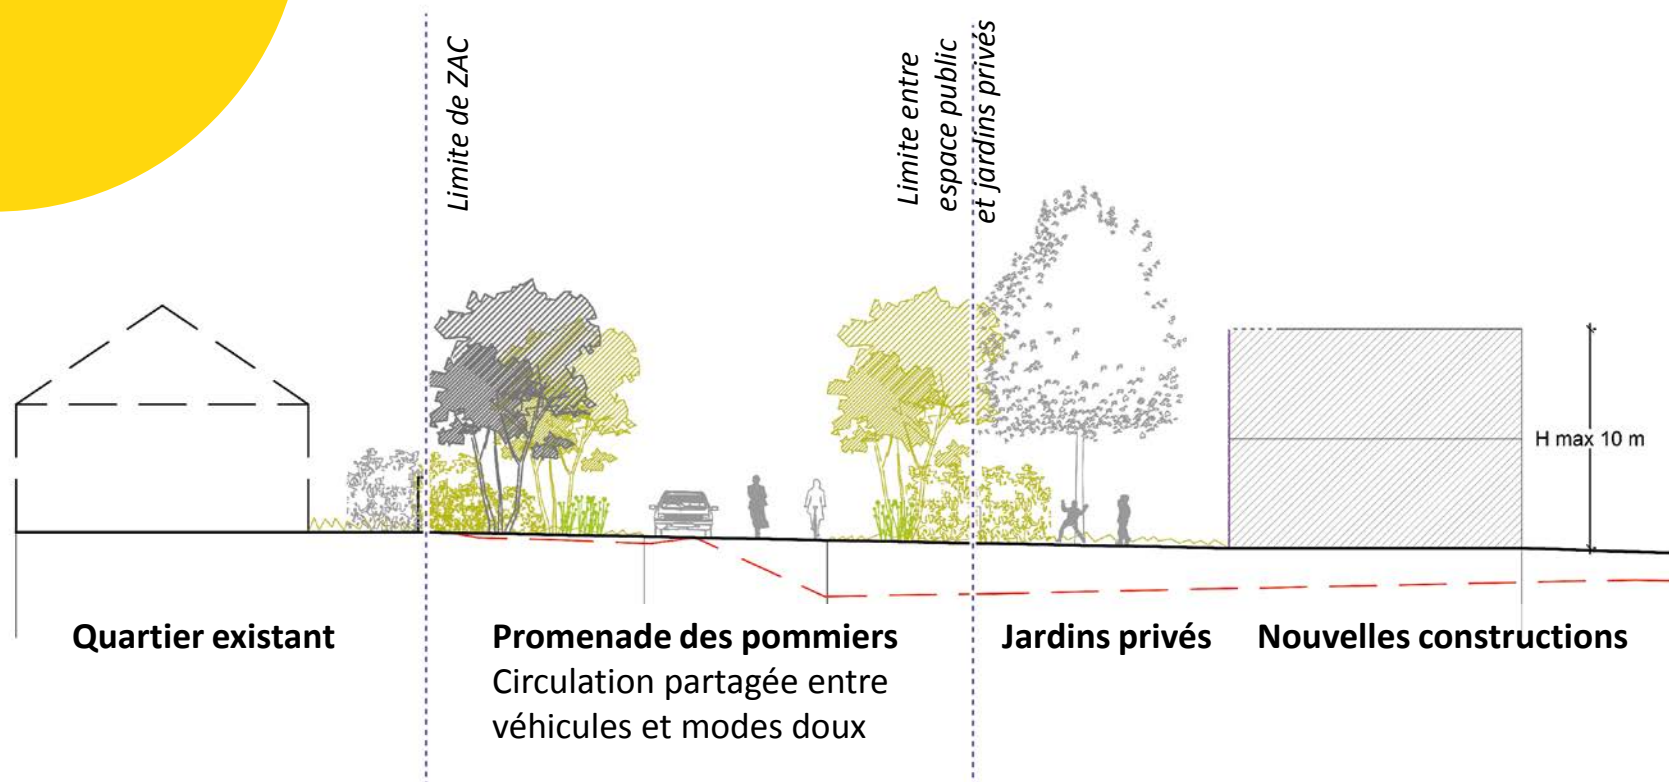 Limite de ZAC
Limite entre
espace public
et jardins privés
H max 10 m
Quartier existant
Promenade des pommiers
Circulation partagée entre
véhicules et modes doux
Jardins privés
Nouvelles constructions